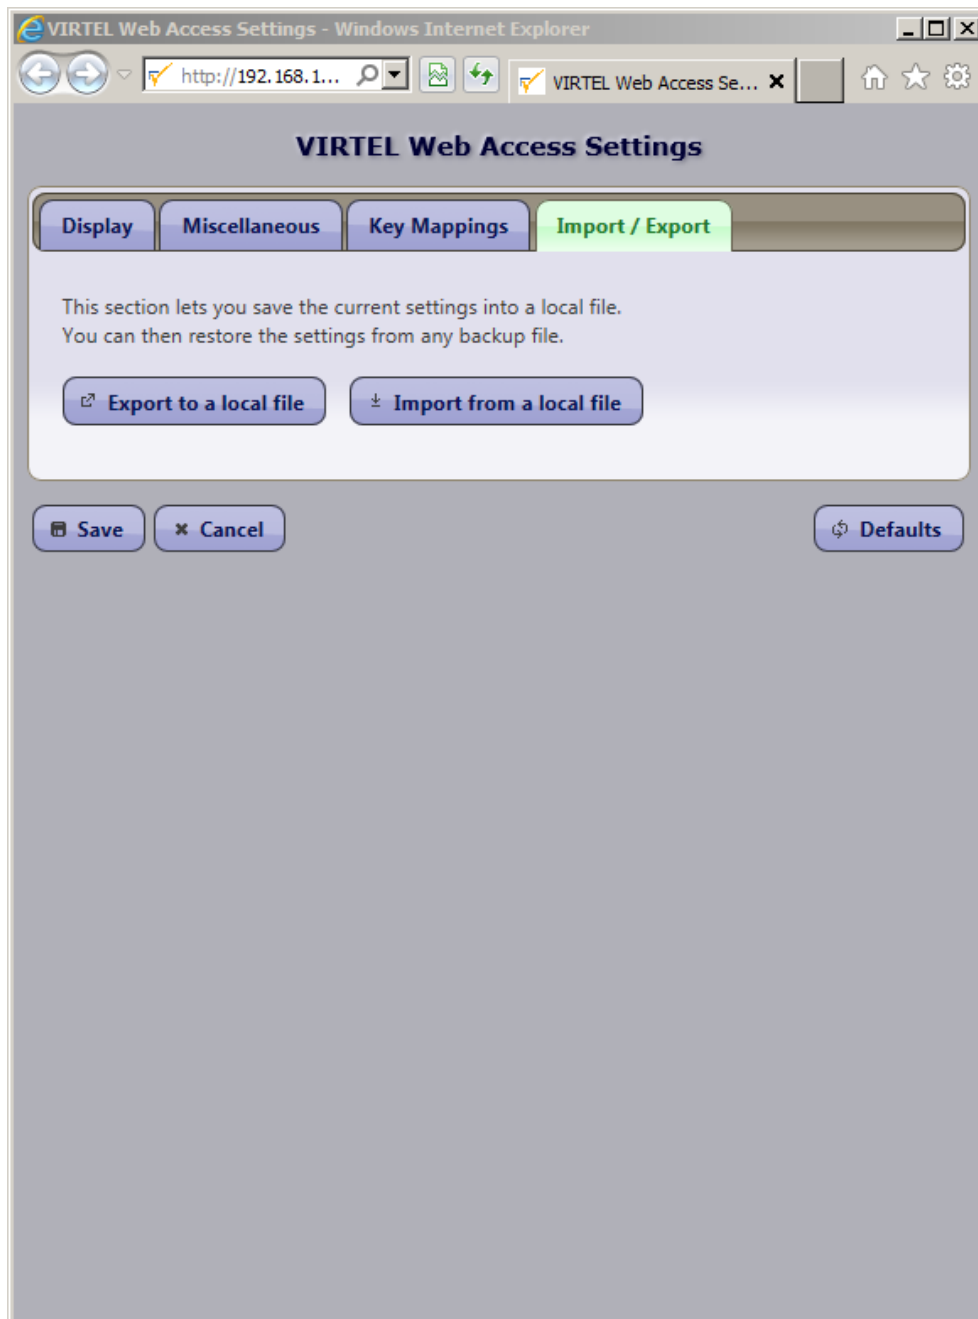 VIRTEL Web Access Settings - Windows Internet Explorer
http://192.168.1...
VIRTEL Web Access Se...
VIRTEL Web Access Settings
Display Miscellaneous Key Mappings Import / Export
This section lets you save the current settings into a local file.
You can then restore the settings from any backup file.
Export to a local file Import from a local file
Save Cancel Defaults